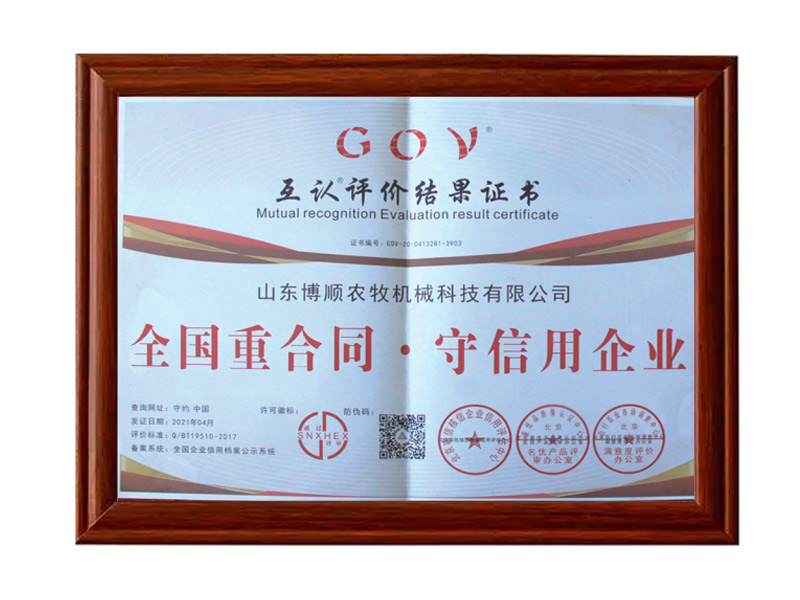 GOV®
互认®评价结果证书
Mutual recognition Evaluation result certificate
证书编号：GOV-20-0413281-3903
山东博顺农牧机械科技有限公司
全国重合同·守信用企业
查询网址：守约.中国
发证日期：2021年04月
评价标准：Q/BT19510-2017
备案系统：全国企业信用档案公示系统
许可徽标：
通过
SNXHEX
评价
防伪码：
北京
名优产品评
审办公室
北京
满意度评价
办公室